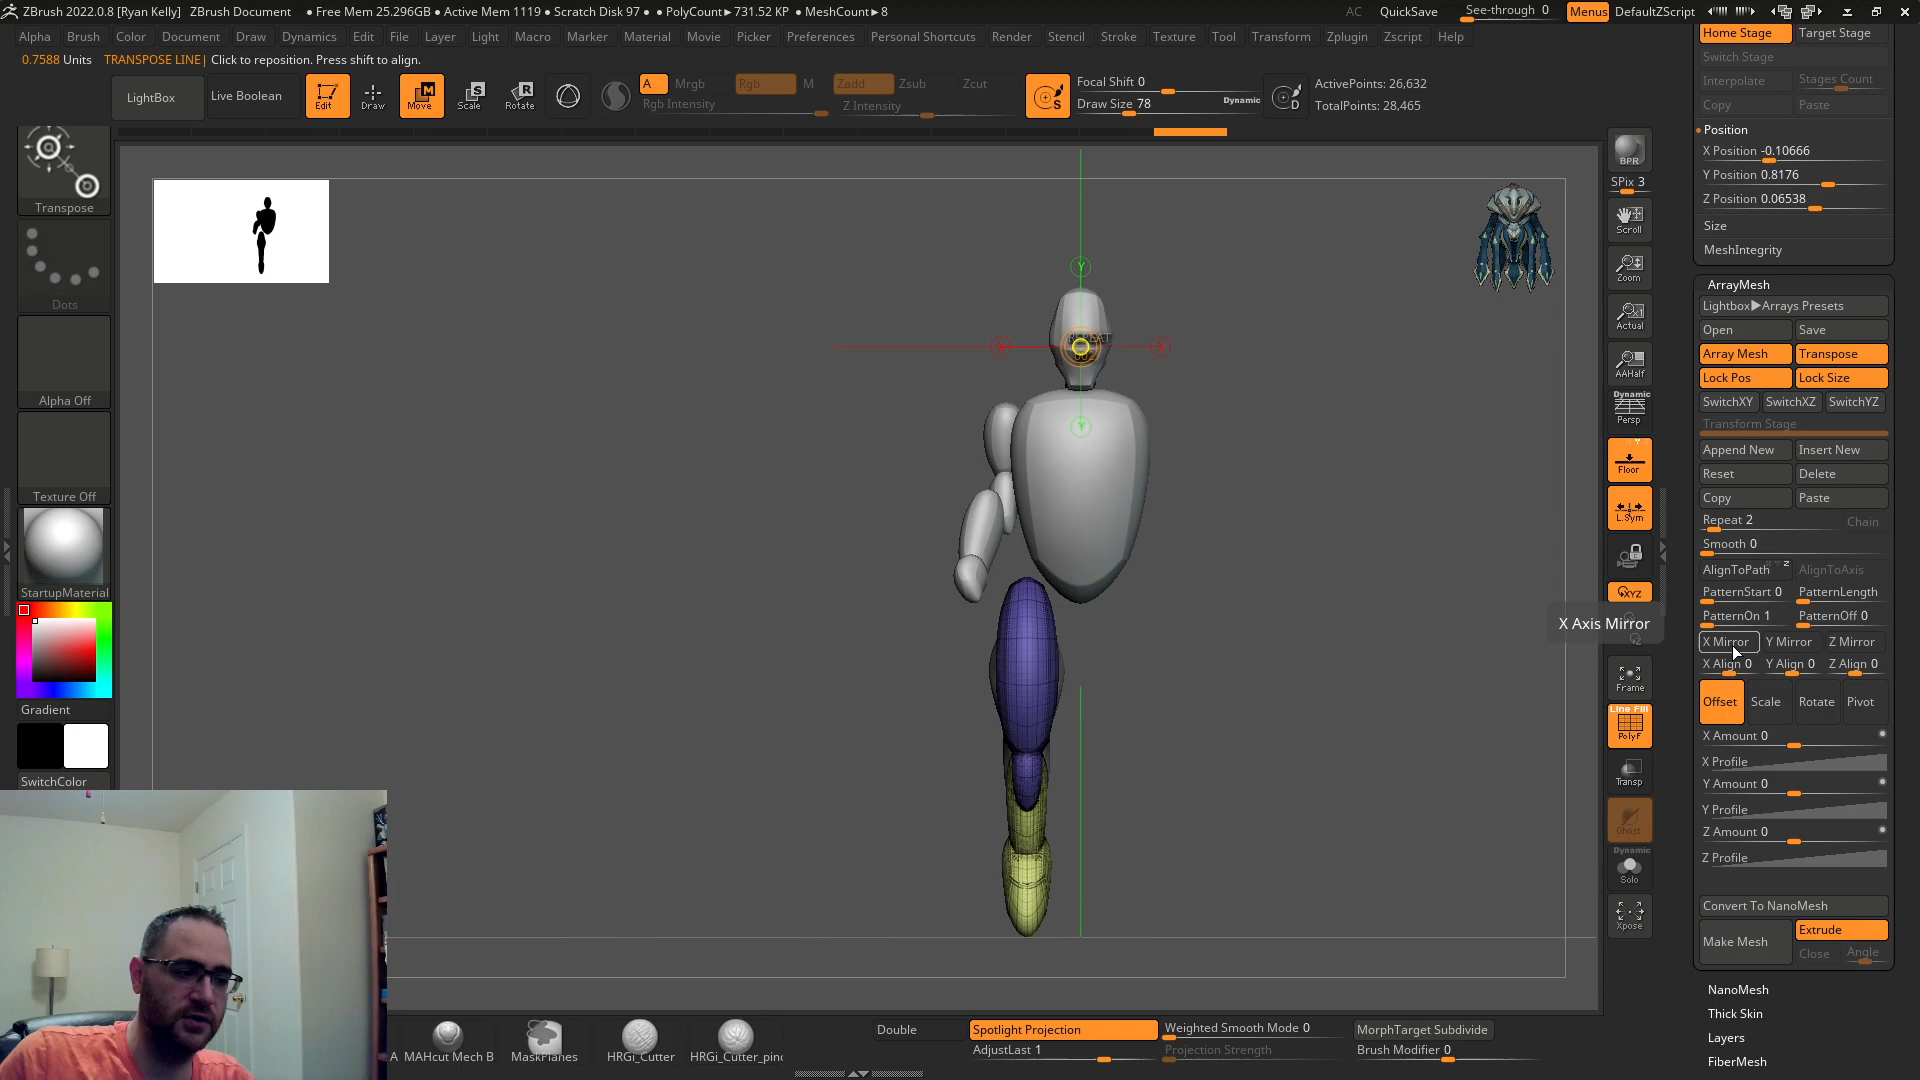 ZBrush 2022.0.8 [Ryan Kelly] ZBrush Document ● Free Mem 25.296GB ● Active Mem 1119 ● Scratch Disk 97 ● ● PolyCount►731.52 KP ● MeshCount►8 AC QuickSave See-through 0 Menus DefaultZScript
Alpha Brush Color Document Draw Dynamics Edit File Layer Light Macro Marker Material Movie Picker Preferences Personal Shortcuts Render Stencil Stroke Texture Tool Transform Zplugin Zscript Help
0.7588 Units TRANSPOSE LINE| Click to reposition. Press shift to align.
LightBox
Live Boolean
Edit
Draw
Move
Scale
Rotate
A Mrgb Rgb M Zadd Zsub Zcut
Rgb Intensity Z Intensity
S
Focal Shift 0
Draw Size 78
Dynamic
D
ActivePoints: 26,632
TotalPoints: 28,465
Transpose
Dots
Alpha Off
Texture Off
StartupMaterial
Gradient
SwitchColor
Y
X
REPEAT
002
X
Y
BPR
SPix 3
Scroll
Zoom
Actual
AAHalf
Dynamic
Persp
Floor
L.Sym
XYZ
X Axis Mirror
Frame
Line Fill
PolyF
Transp
Ghost
Dynamic
Solo
Xpose
Home Stage Target Stage
Switch Stage
Interpolate Stages Count
Copy Paste
Position
X Position -0.10666
Y Position 0.8176
Z Position 0.06538
Size
MeshIntegrity
ArrayMesh
Lightbox►Arrays Presets
Open Save
Array Mesh Transpose
Lock Pos Lock Size
SwitchXY SwitchXZ SwitchYZ
Transform Stage
Append New Insert New
Reset Delete
Copy Paste
Repeat 2 Chain
Smooth 0
AlignToPath AlignToAxis
PatternStart 0 PatternLength
PatternOn 1 PatternOff 0
X Mirror Y Mirror Z Mirror
X Align 0 Y Align 0 Z Align 0
Offset Scale Rotate Pivot
X Amount 0
X Profile
Y Amount 0
Y Profile
Z Amount 0
Z Profile
Convert To NanoMesh
Make Mesh Extrude
Close Angle
NanoMesh
Thick Skin
Layers
FiberMesh
A MAHcut Mech B MaskPlanes HRGi_Cutter HRGi_Cutter_pinc
Double Spotlight Projection Weighted Smooth Mode 0 MorphTarget Subdivide
AdjustLast 1 Projection Strength Brush Modifier 0